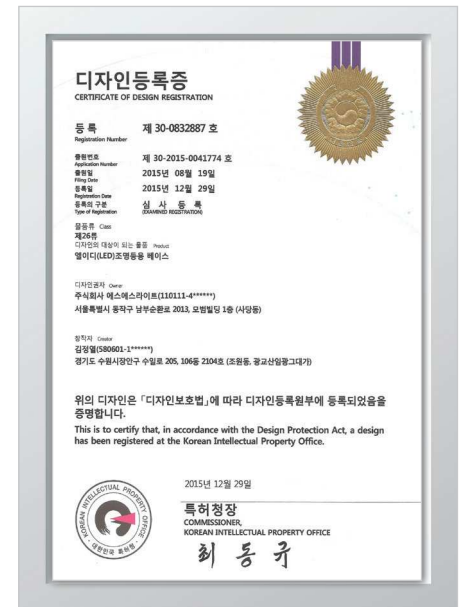 디자인등록증
CERTIFICATE OF DESIGN REGISTRATION
등 록 제 30-0832887 호
Registration Number
출원번호 제 30-2015-0041774 호
Application Number
출원일 2015년 08월 19일
Filing Date
등록일 2015년 12월 29일
Registration Date
등록의 구분 심 사 등 록
Type of Registration (EXAMINED REGISTRATION)
물품류 Class
제26류
디자인의 대상이 되는 물품 Product
엘이디(LED)조명등용 베이스
디자인권자 Owner
주식회사 에스에스라이트(110111-4******)
서울특별시 동작구 남부순환로 2013, 모범빌딩 1층 (사당동)
창작자 Creator
김정열(580601-1******)
경기도 수원시장안구 수일로 205, 106동 2104호 (조원동, 광교산임광그대가)
위의 디자인은 「디자인보호법」에 따라 디자인등록원부에 등록되었음을
증명합니다.
This is to certify that, in accordance with the Design Protection Act, a design
has been registered at the Korean Intellectual Property Office.
2015년 12월 29일
특허청장
COMMISSIONER,
KOREAN INTELLECTUAL PROPERTY OFFICE
최동규
KOREAN INTELLECTUAL PROPERTY OFFICE
대한민국 특허청